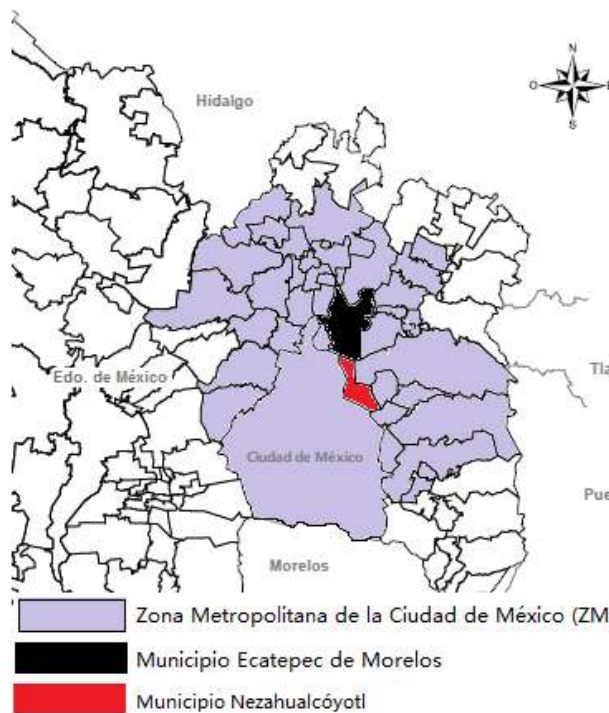 N
O E
S
Hidalgo
Edo. de México
Tla
Ciudad de México
Pue
Morelos
Zona Metropolitana de la Ciudad de México (ZM
Municipio Ecatepec de Morelos
Municipio Nezahualcóyotl